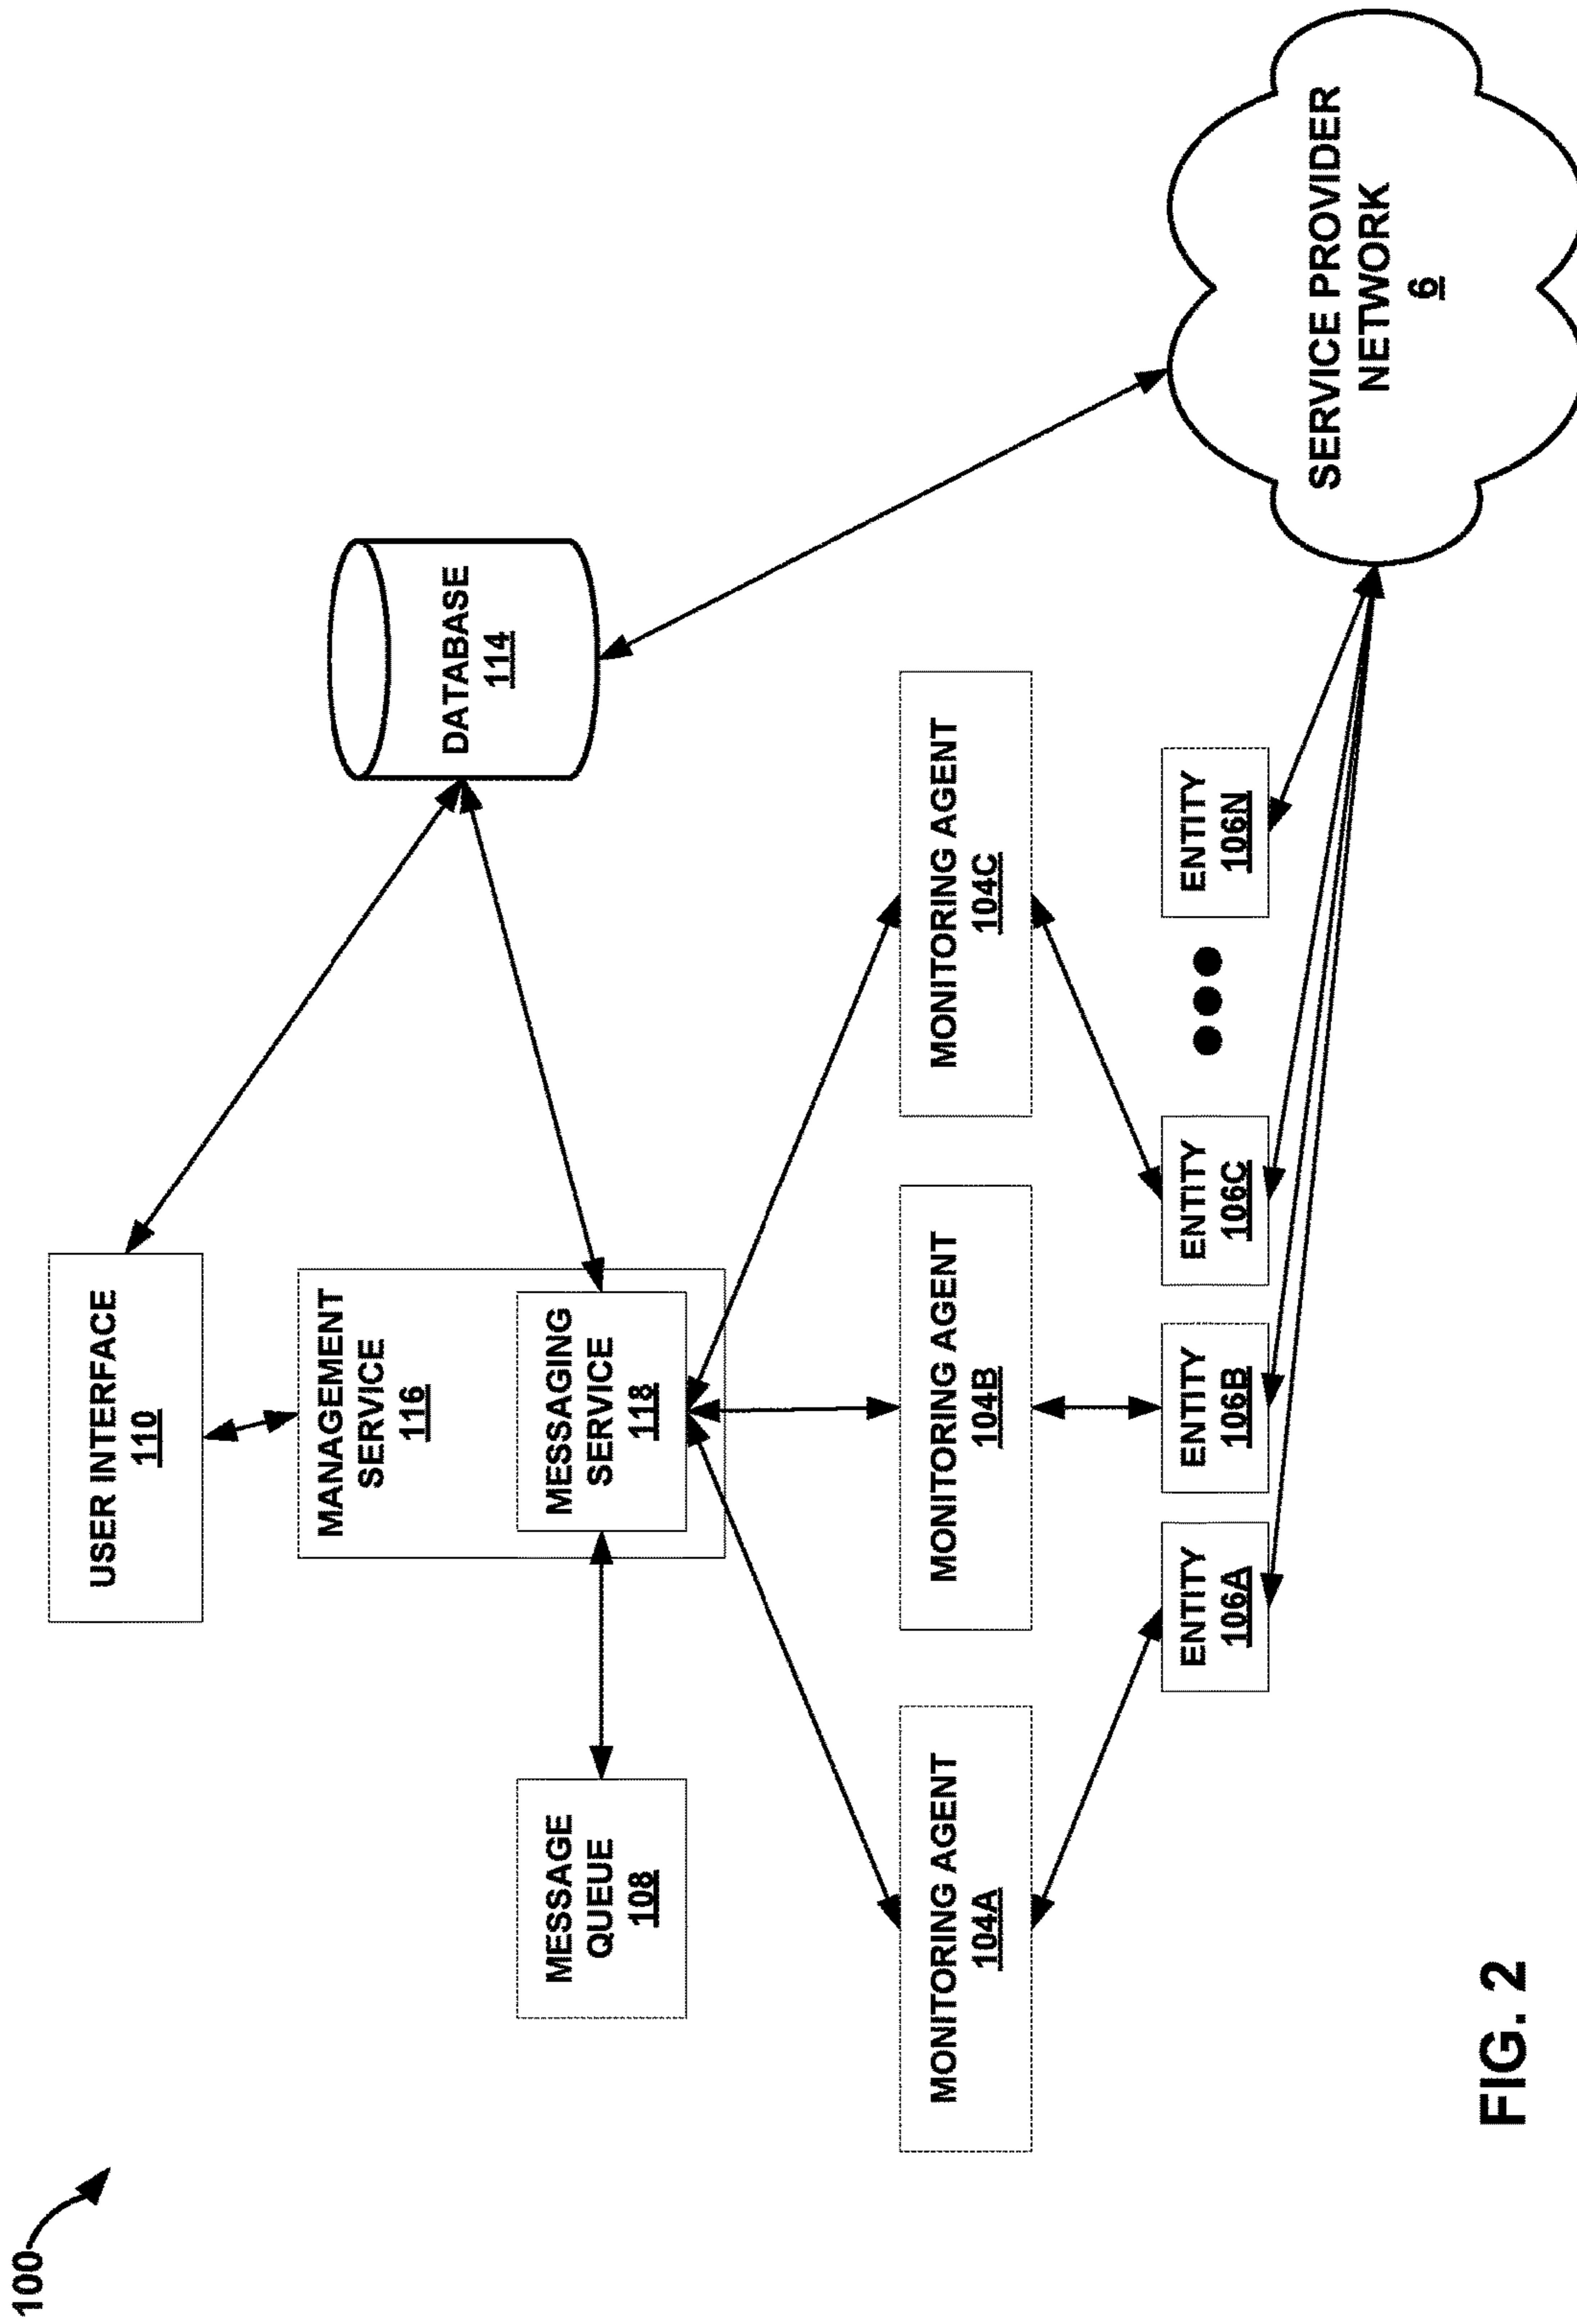 100
USER INTERFACE
110
MANAGEMENT
SERVICE
116
MESSAGE
QUEUE
108
MESSAGING
SERVICE
118
DATABASE
114
MONITORING AGENT
104A
MONITORING AGENT
104B
MONITORING AGENT
104C
ENTITY
106A
ENTITY
106B
ENTITY
106C
ENTITY
106N
SERVICE PROVIDER
NETWORK
6
FIG. 2